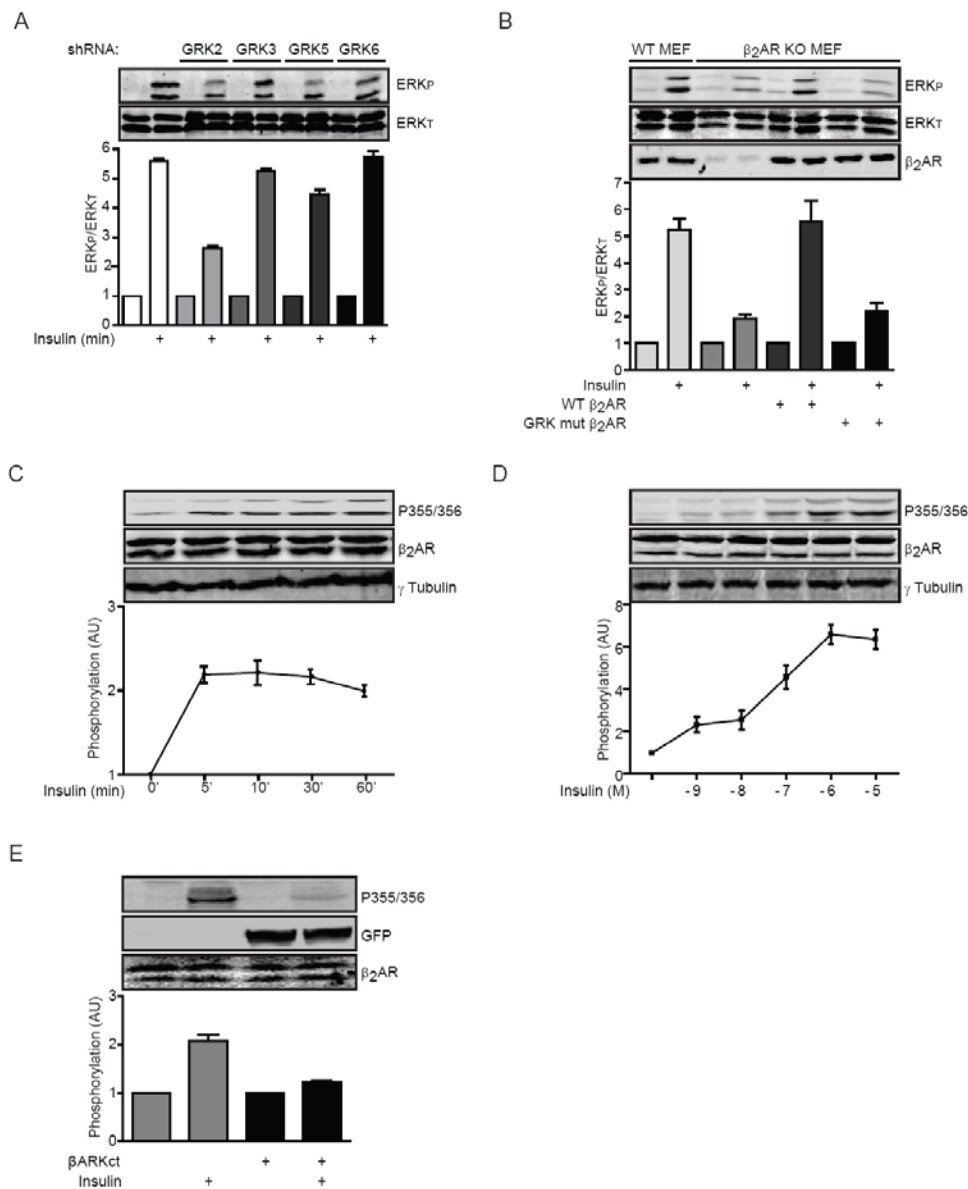 A
shRNA: GRK2 GRK3 GRK5 GRK6
ERKP
ERKT
ERKP/ERKT
6
5
4
3
2
1
0
Insulin (min) + + + + +
B
WT MEF β2AR KO MEF
ERKP
ERKT
β2AR
ERKP/ERKT
7
6
5
4
3
2
1
0
Insulin + + + +
WT β2AR + +
GRK mut β2AR + +
C
P355/356
β2AR
γ Tubulin
Phosphorylation (AU)
3
2
1
Insulin (min) 0' 5' 10' 30' 60'
D
P355/356
β2AR
γ Tubulin
Phosphorylation (AU)
8
6
4
2
0
Insulin (M) -9 -8 -7 -6 -5
E
P355/356
GFP
β2AR
Phosphorylation (AU)
3
2
1
0
βARKct + +
Insulin + +